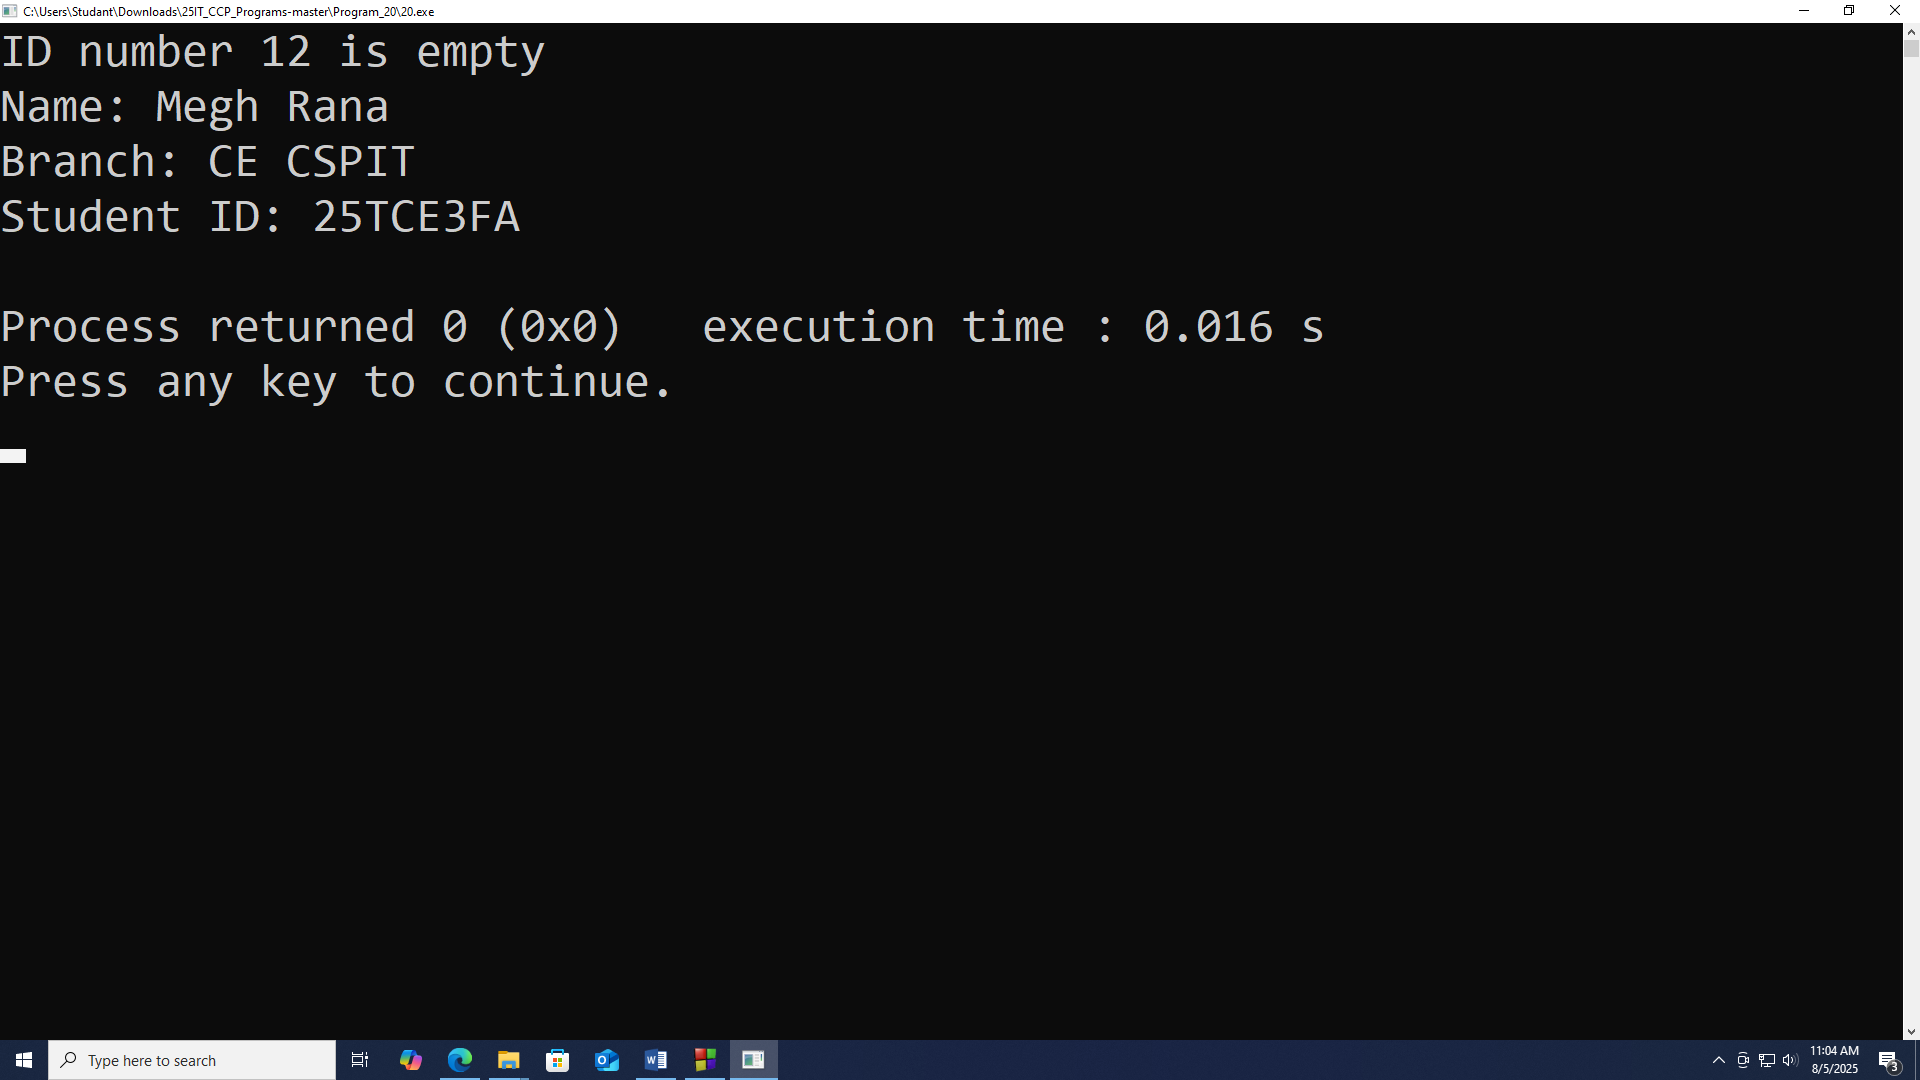 C:\Users\Studant\Downloads\25IT_CCP_Programs-master\Program_20\20.exe
ID number 12 is empty
Name: Megh Rana
Branch: CE CSPIT
Student ID: 25TCE3FA
Process returned 0 (0x0)   execution time : 0.016 s
Press any key to continue.
Type here to search
11:04 AM
8/5/2025
3